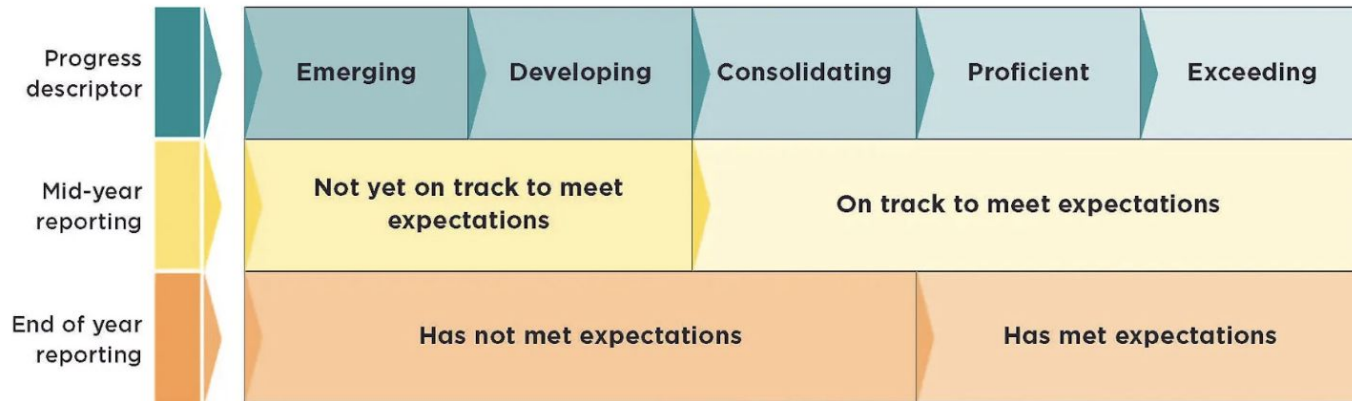 Progress
descriptor
Emerging
Developing
Consolidating
Proficient
Exceeding
Mid-year
reporting
Not yet on track to meet
expectations
On track to meet expectations
End of year
reporting
Has not met expectations
Has met expectations